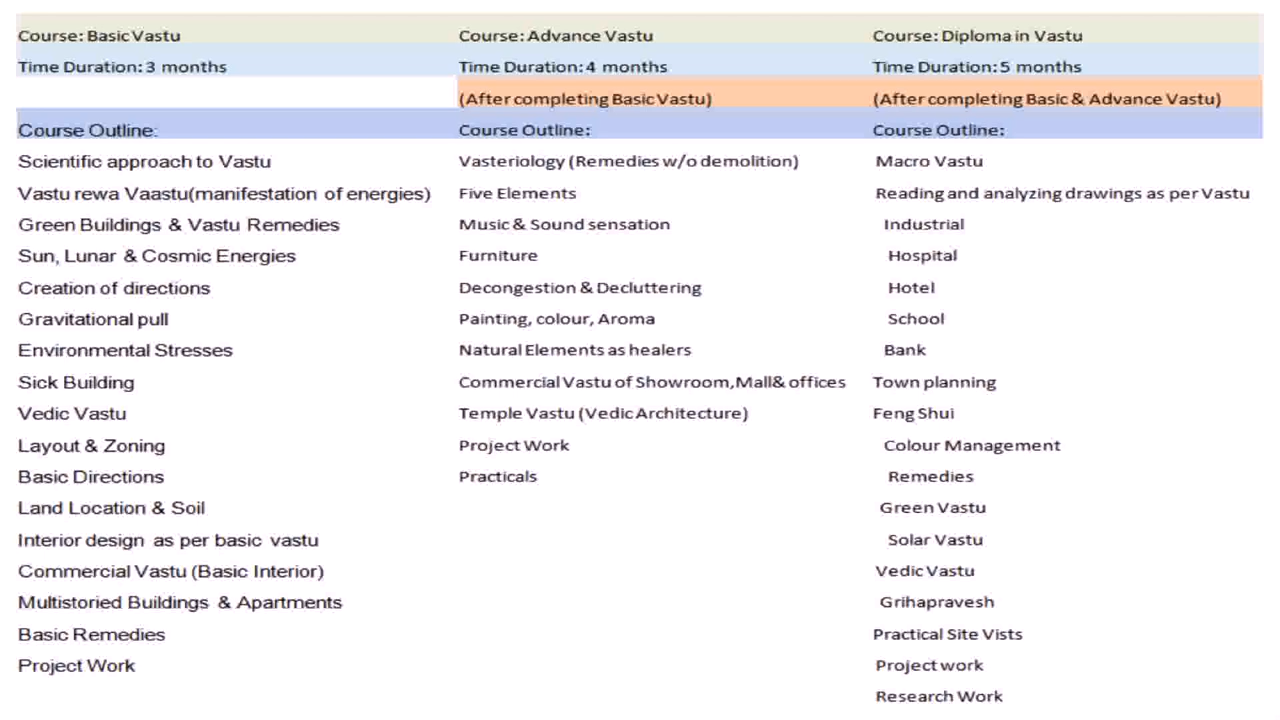 Course: Basic Vastu
Time Duration: 3 months
Course Outline:
Scientific approach to Vastu
Vastu rewa Vaastu(manifestation of energies)
Green Buildings & Vastu Remedies
Sun, Lunar & Cosmic Energies
Creation of directions
Gravitational pull
Environmental Stresses
Sick Building
Vedic Vastu
Layout & Zoning
Basic Directions
Land Location & Soil
Interior design as per basic vastu
Commercial Vastu (Basic Interior)
Multistoried Buildings & Apartments
Basic Remedies
Project Work
Course: Advance Vastu
Time Duration: 4 months
(After completing Basic Vastu)
Course Outline:
Vasteriology (Remedies w/o demolition)
Five Elements
Music & Sound sensation
Furniture
Decongestion & Decluttering
Painting, colour, Aroma
Natural Elements as healers
Commercial Vastu of Showroom,Mall& offices
Temple Vastu (Vedic Architecture)
Project Work
Practicals
Course: Diploma in Vastu
Time Duration: 5 months
(After completing Basic & Advance Vastu)
Course Outline:
Macro Vastu
Reading and analyzing drawings as per Vastu
Industrial
Hospital
Hotel
School
Bank
Town planning
Feng Shui
Colour Management
Remedies
Green Vastu
Solar Vastu
Vedic Vastu
Grihapravesh
Practical Site Vists
Project work
Research Work